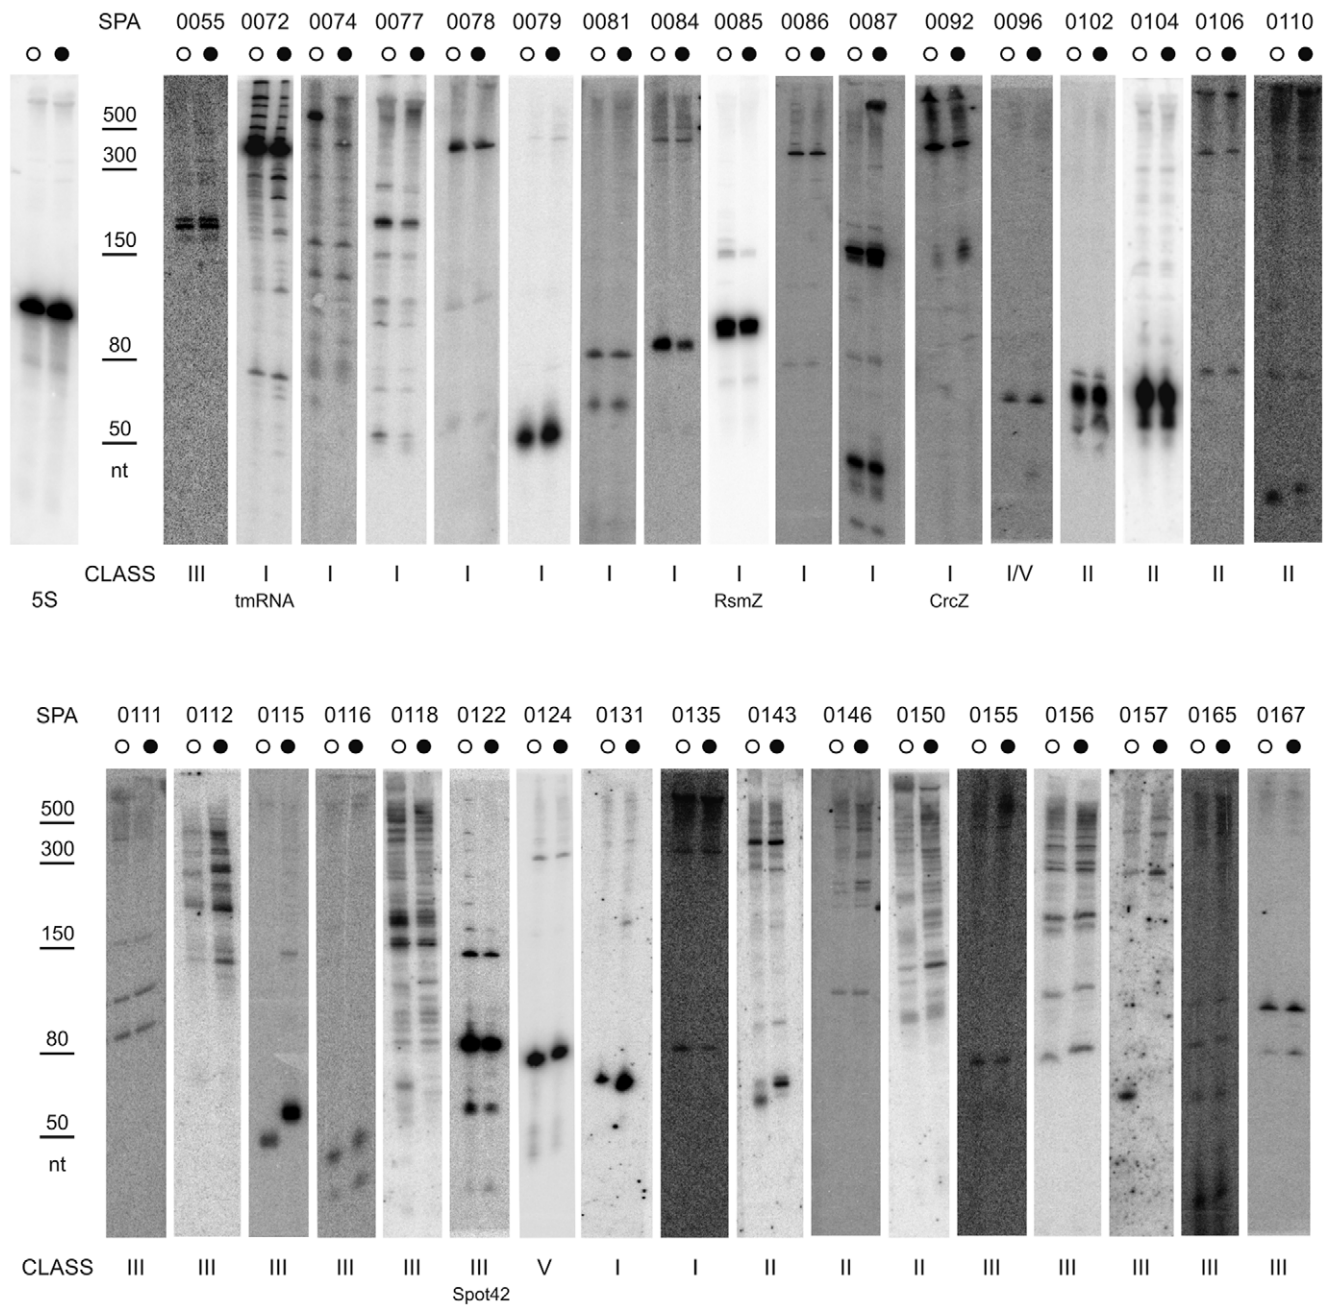 SPA 0055 0072 0074 0077 0078 0079 0081 0084 0085 0086 0087 0092 0096 0102 0104 0106 0110
500
300
150
80
50
nt
CLASS III I I I I I I I I I I I I/V II II II II
5S tmRNA RsmZ CrcZ
SPA 0111 0112 0115 0116 0118 0122 0124 0131 0135 0143 0146 0150 0155 0156 0157 0165 0167
500
300
150
80
50
nt
CLASS III III III III III III V I I II II II III III III III III
Spot42